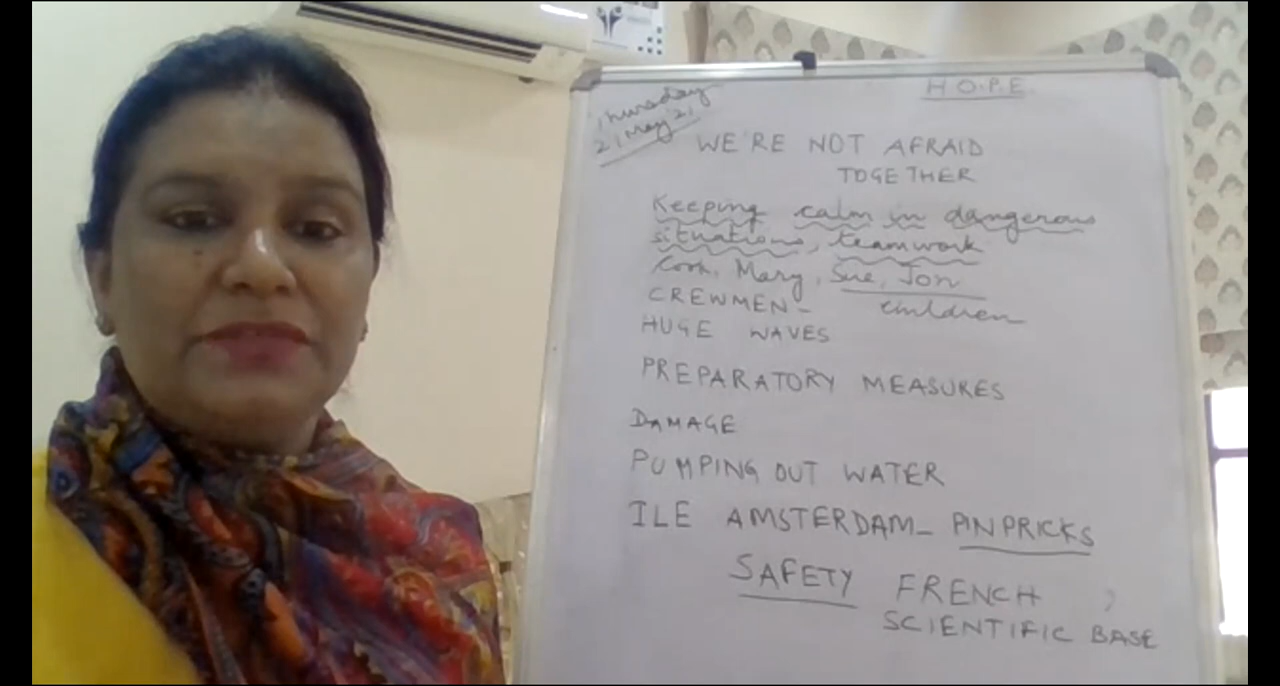 H.O.P.E.
Thursday
21 May 21,
WE'RE NOT AFRAID
TOGETHER
Keeping calm in dangerous
situations, teamwork
Cook, Mary, Sue, Jon
CREWMEN - children
HUGE WAVES
PREPARATORY MEASURES
DAMAGE
PUMPING OUT WATER
ILE AMSTERDAM - PINPRICKS
SAFETY FRENCH
SCIENTIFIC BASE